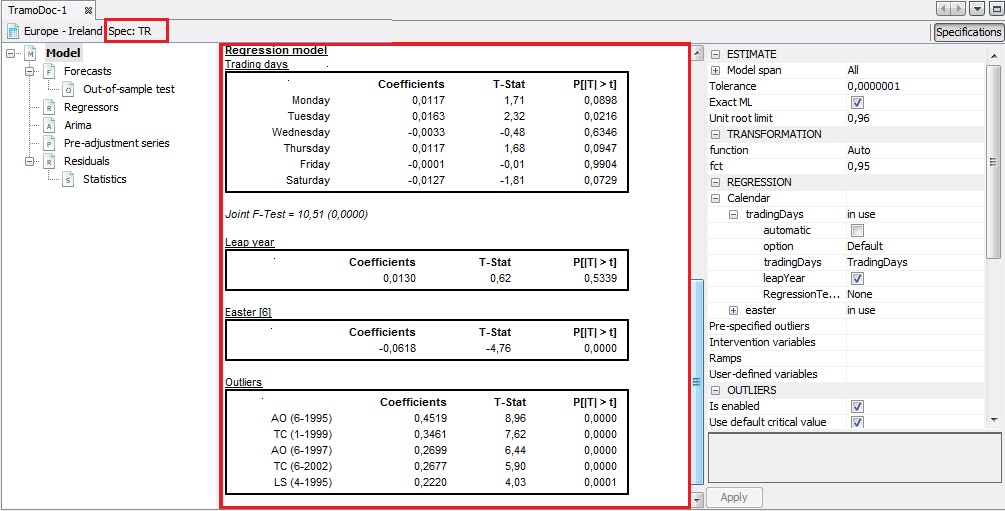 TramoDoc-1
Europe - Ireland Spec: TR
Specifications
Model
Forecasts
Out-of-sample test
Regressors
Arima
Pre-adjustment series
Residuals
Statistics
Regression model
Trading days
Coefficients T-Stat P[|T| > t]
Monday 0,0117 1,71 0,0898
Tuesday 0,0163 2,32 0,0216
Wednesday -0,0033 -0,48 0,6346
Thursday 0,0117 1,68 0,0947
Friday -0,0001 -0,01 0,9904
Saturday -0,0127 -1,81 0,0729
Joint F-Test = 10,51 (0,0000)
Leap year
Coefficients T-Stat P[|T| > t]
0,0130 0,62 0,5339
Easter [6]
Coefficients T-Stat P[|T| > t]
-0,0618 -4,76 0,0000
Outliers
Coefficients T-Stat P[|T| > t]
AO (6-1995) 0,4519 8,96 0,0000
TC (1-1999) 0,3461 7,62 0,0000
AO (6-1997) 0,2699 6,44 0,0000
TC (6-2002) 0,2677 5,90 0,0000
LS (4-1995) 0,2220 4,03 0,0001
ESTIMATE
Model span All
Tolerance 0,0000001
Exact ML
Unit root limit 0,96
TRANSFORMATION
function Auto
fct 0,95
REGRESSION
Calendar
tradingDays in use
automatic
option Default
tradingDays TradingDays
leapYear
RegressionTe... None
easter in use
Pre-specified outliers
Intervention variables
Ramps
User-defined variables
OUTLIERS
Is enabled
Use default critical value
Apply